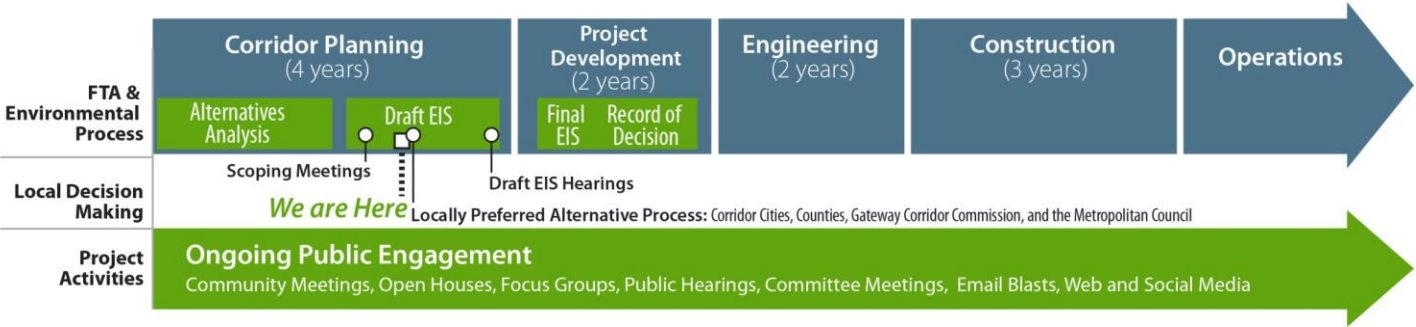 Corridor Planning
(4 years)
Project
Development
(2 years)
Engineering
(2 years)
Construction
(3 years)
Operations
FTA &
Environmental
Process
Alternatives
Analysis
Draft EIS
Final
EIS
Record of
Decision
Scoping Meetings
Draft EIS Hearings
Local Decision
Making
We are Here
Locally Preferred Alternative Process: Corridor Cities, Counties, Gateway Corridor Commission, and the Metropolitan Council
Project
Activities
Ongoing Public Engagement
Community Meetings, Open Houses, Focus Groups, Public Hearings, Committee Meetings, Email Blasts, Web and Social Media